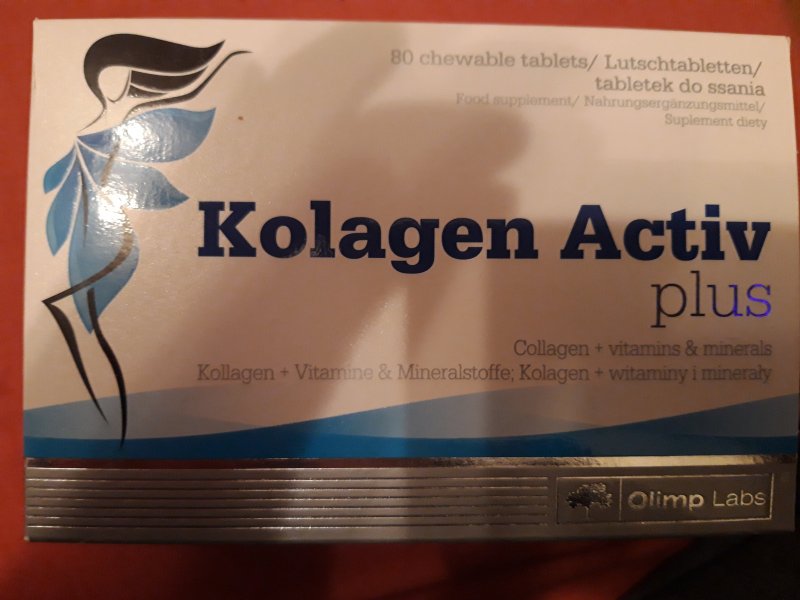 80 chewable tablets/ Lutschtabletten/
tabletek do ssania
Food supplement/ Nahrungsergänzungsmittel/
Suplement diety
Kolagen Activ
plus
Collagen + vitamins & minerals
Kollagen + Vitamine & Mineralstoffe; Kolagen + witaminy i minerały
Olimp Labs